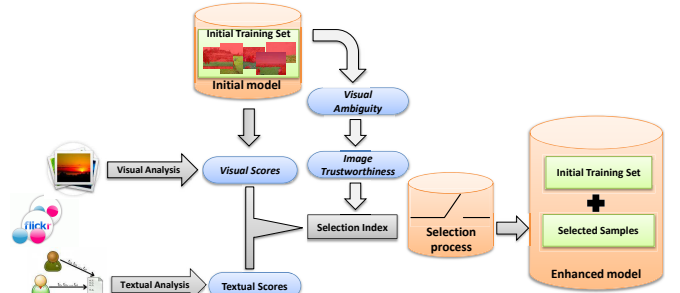 Initial Training Set
Initial model
Visual
Ambiguity
Visual Analysis
Visual Scores
Image
Trustworthiness
flickr
Selection Index
Selection
process
Initial Training Set
Selected Samples
Enhanced model
Textual Analysis
Textual Scores